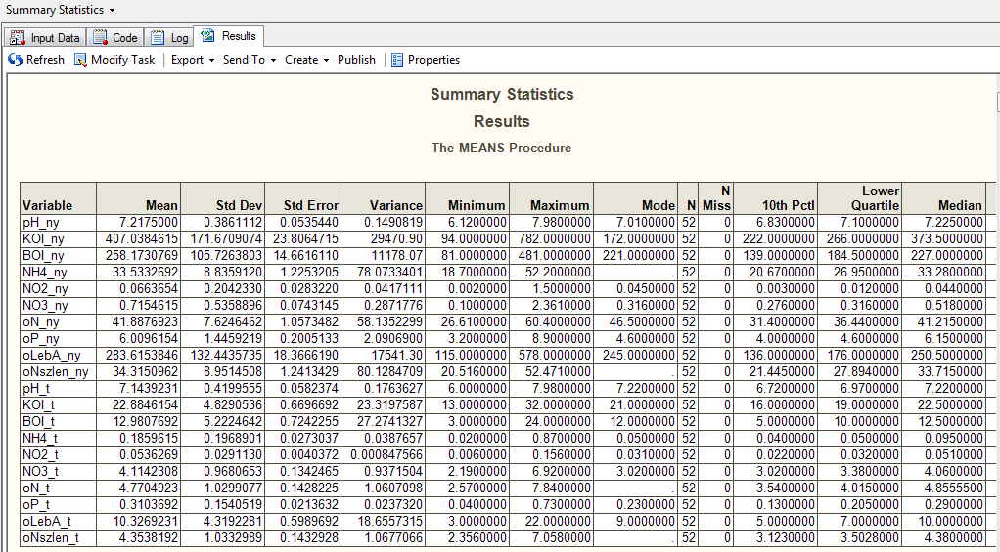 Summary Statistics
Input Data Code Log Results
Refresh Modify Task Export Send To Create Publish Properties
Summary Statistics
Results
The MEANS Procedure
Variable Mean Std Dev Std Error Variance Minimum Maximum Mode N N Miss 10th Pctl Lower Quartile Median
pH_ny 7.2175000 0.3861112 0.0535440 0.1490819 6.1200000 7.9800000 7.0100000 52 0 6.8300000 7.1000000 7.2250000
KOI_ny 407.0384615 171.6709074 23.8064715 29470.90 94.0000000 782.0000000 172.0000000 52 0 222.0000000 266.0000000 373.5000000
BOI_ny 258.1730769 105.7263803 14.6616110 11178.07 81.0000000 481.0000000 221.0000000 52 0 139.0000000 184.5000000 227.0000000
NH4_ny 33.5332692 8.8359120 1.2253205 78.0733401 18.7000000 52.2000000 . 52 0 20.6700000 26.9500000 33.2800000
NO2_ny 0.0663654 0.2042330 0.0283220 0.0417111 0.0020000 1.5000000 0.0450000 52 0 0.0030000 0.0120000 0.0440000
NO3_ny 0.7154615 0.5358896 0.0743145 0.2871776 0.1000000 2.3610000 0.3160000 52 0 0.2760000 0.3160000 0.5180000
oN_ny 41.8876923 7.6246462 1.0573482 58.1352299 26.6100000 60.4000000 46.5000000 52 0 31.4000000 36.4400000 41.2150000
oP_ny 6.0096154 1.4459219 0.2005133 2.0906900 3.2000000 8.9000000 4.6000000 52 0 4.0000000 4.6000000 6.1500000
oLebA_ny 283.6153846 132.4435735 18.3666190 17541.30 115.0000000 578.0000000 245.0000000 52 0 136.0000000 176.0000000 250.5000000
oNszlen_ny 34.3150962 8.9514508 1.2413429 80.1284709 20.5160000 52.4710000 . 52 0 21.4450000 27.8940000 33.7150000
pH_t 7.1439231 0.4199555 0.0582374 0.1763627 6.0000000 7.9800000 7.2200000 52 0 6.7200000 6.9700000 7.2200000
KOI_t 22.8846154 4.8290536 0.6696692 23.3197587 13.0000000 32.0000000 21.0000000 52 0 16.0000000 19.0000000 22.5000000
BOI_t 12.9807692 5.2224642 0.7242255 27.2741327 3.0000000 24.0000000 12.0000000 52 0 5.0000000 10.0000000 12.5000000
NH4_t 0.1859615 0.1968901 0.0273037 0.0387657 0.0200000 0.8700000 0.0500000 52 0 0.0400000 0.0500000 0.0950000
NO2_t 0.0536269 0.0291130 0.0040372 0.000847566 0.0060000 0.1560000 0.0310000 52 0 0.0220000 0.0320000 0.0510000
NO3_t 4.1142308 0.9680653 0.1342465 0.9371504 2.1900000 6.9200000 3.0200000 52 0 3.0200000 3.3800000 4.0600000
oN_t 4.7704923 1.0299077 0.1428225 1.0607098 2.5700000 7.8400000 . 52 0 3.5400000 4.0150000 4.8555500
oP_t 0.3103692 0.1540519 0.0213632 0.0237320 0.0400000 0.7300000 0.2300000 52 0 0.1300000 0.2050000 0.2900000
oLebA_t 10.3269231 4.3192281 0.5989692 18.6557315 3.0000000 22.0000000 9.0000000 52 0 5.0000000 7.0000000 10.0000000
oNszlen_t 4.3538192 1.0332989 0.1432928 1.0677066 2.3560000 7.0580000 . 52 0 3.1230000 3.5028000 4.3800000